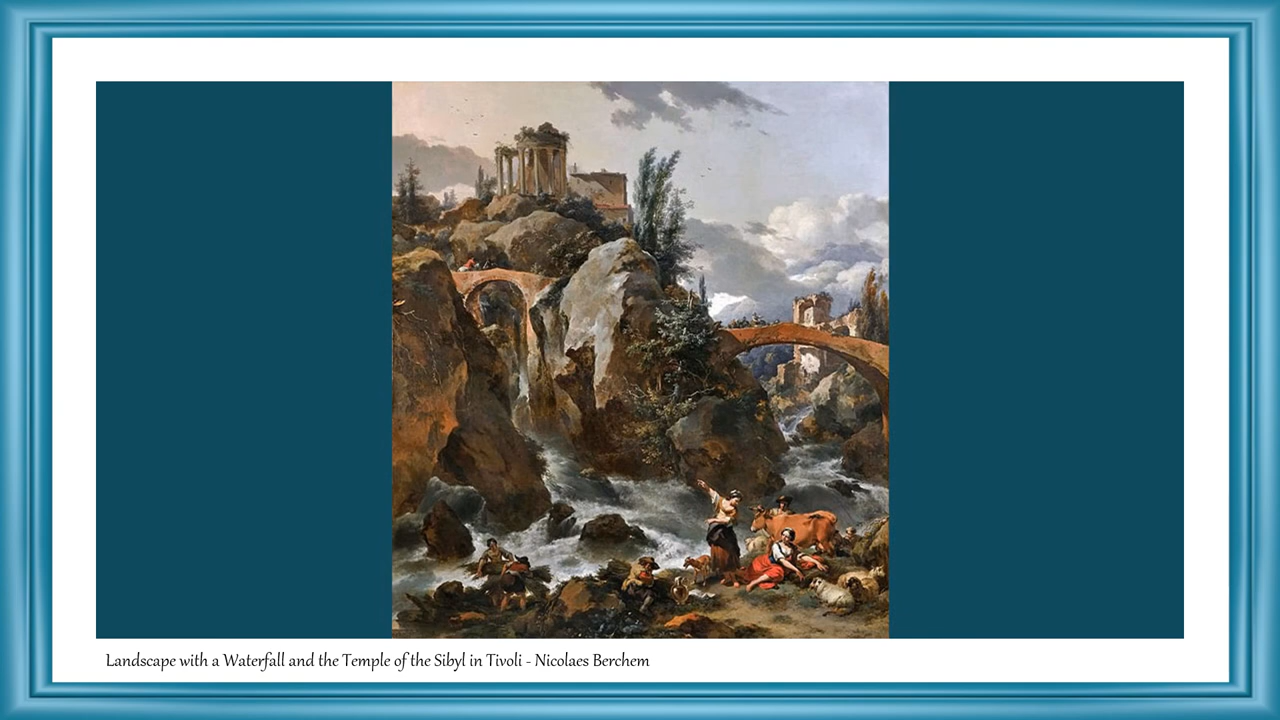 Landscape with a Waterfall and the Temple of the Sibyl in Tivoli - Nicolaes Berchem